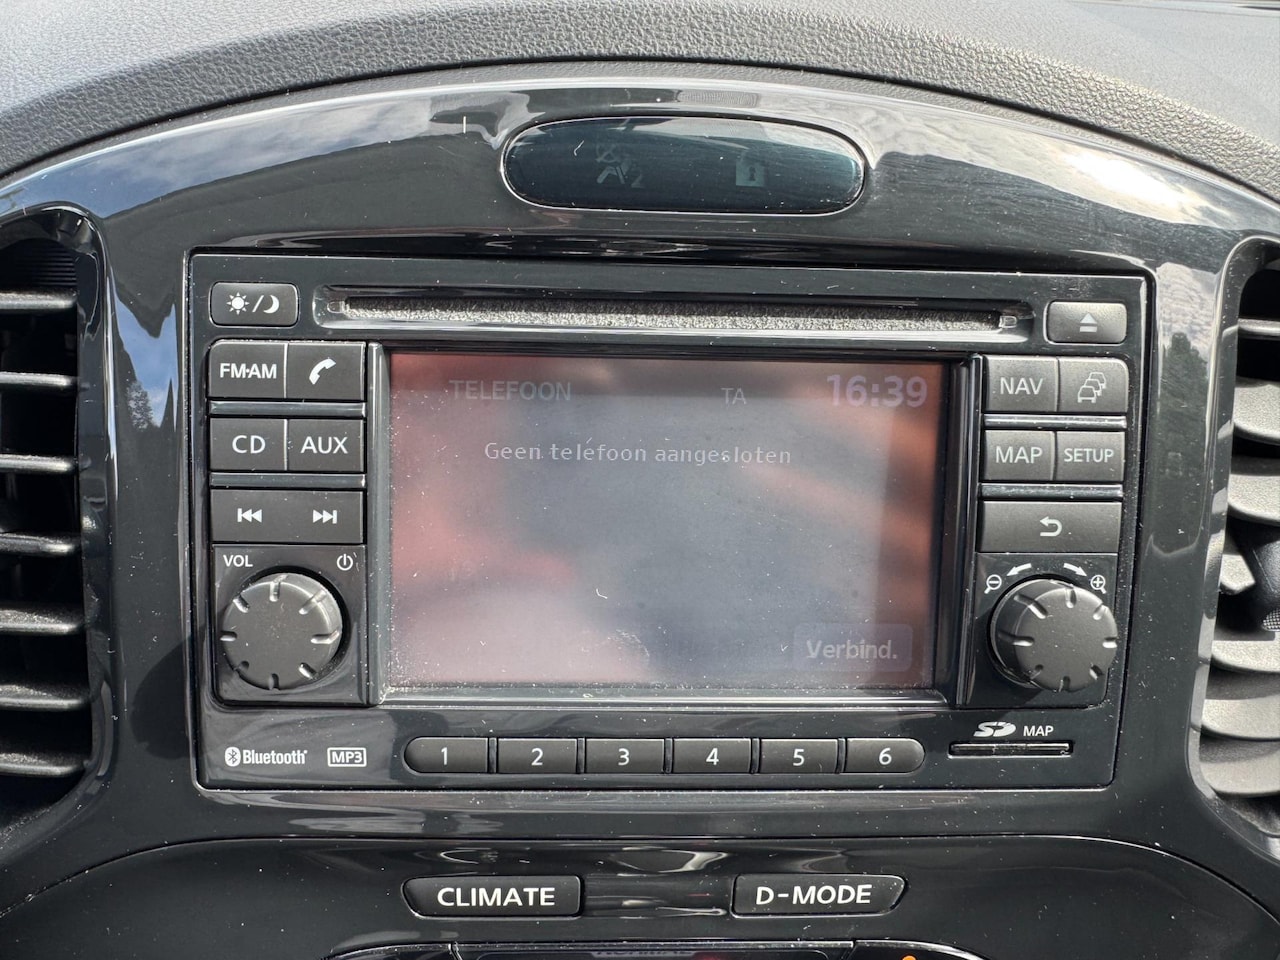 FM·AM
CD
AUX
VOL
TELEFOON
TA
16:39
Geen telefoon aangesloten
Verbind.
NAV
MAP
SETUP
Bluetooth
MP3
1
2
3
4
5
6
SD MAP
CLIMATE
D-MODE